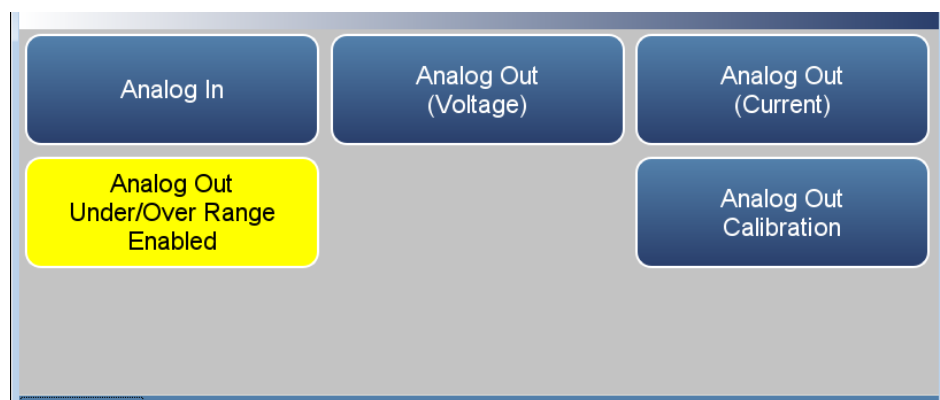 Analog In
Analog Out
(Voltage)
Analog Out
(Current)
Analog Out
Under/Over Range
Enabled
Analog Out
Calibration